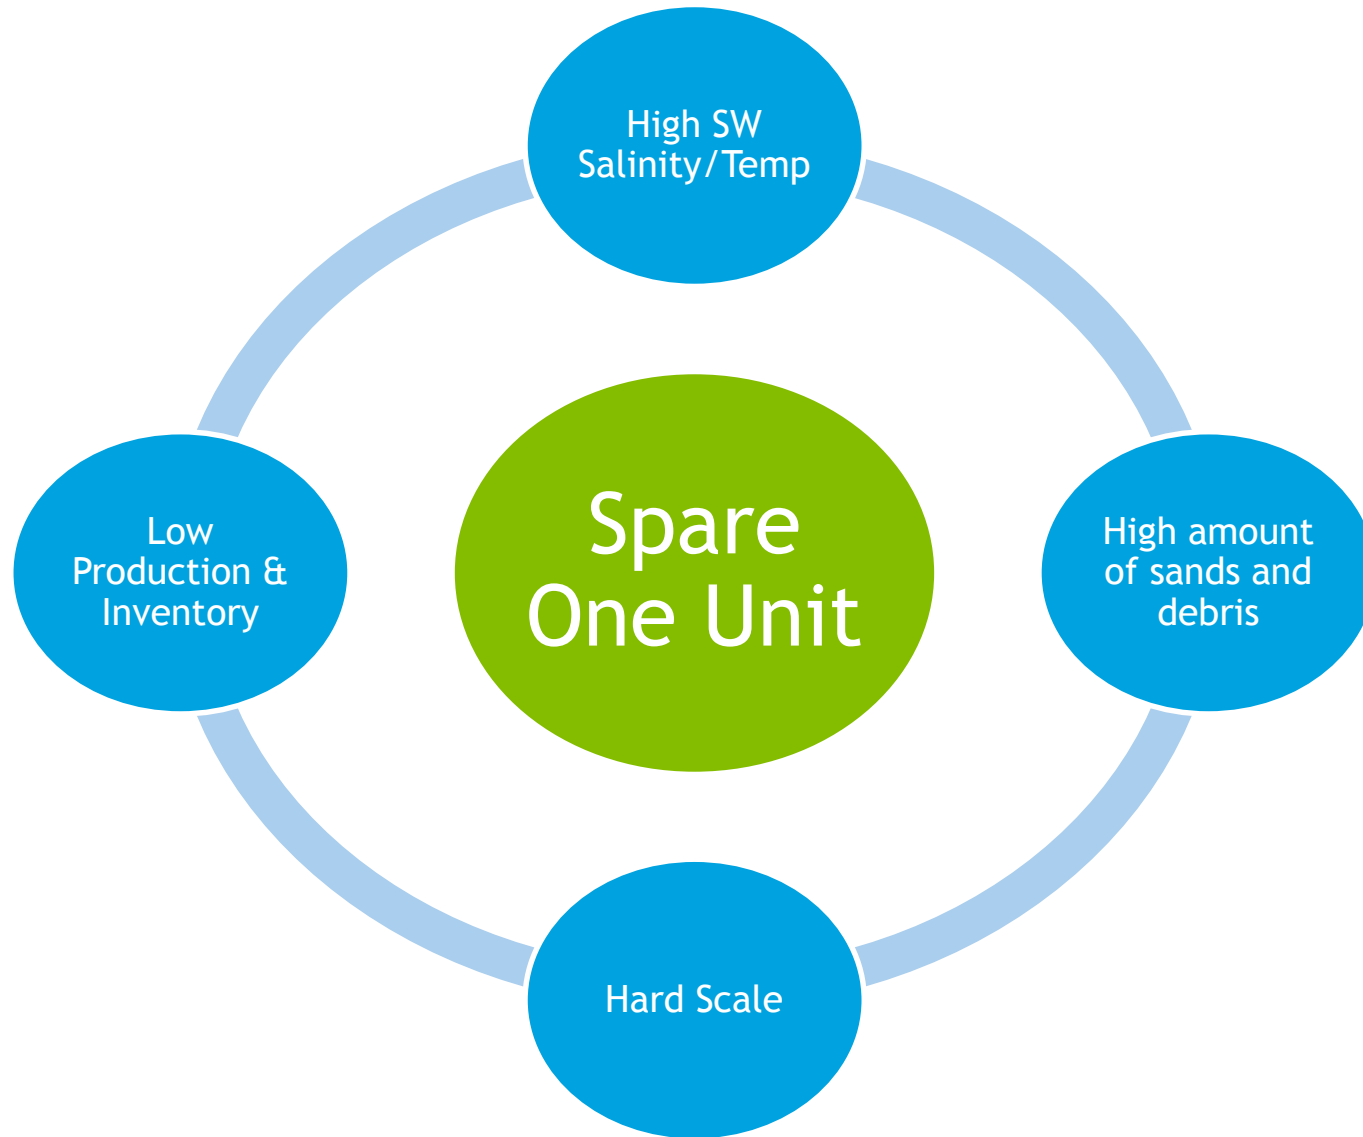 High SW
Salinity/Temp
Low
Production &
Inventory
Spare
One Unit
High amount
of sands and
debris
Hard Scale